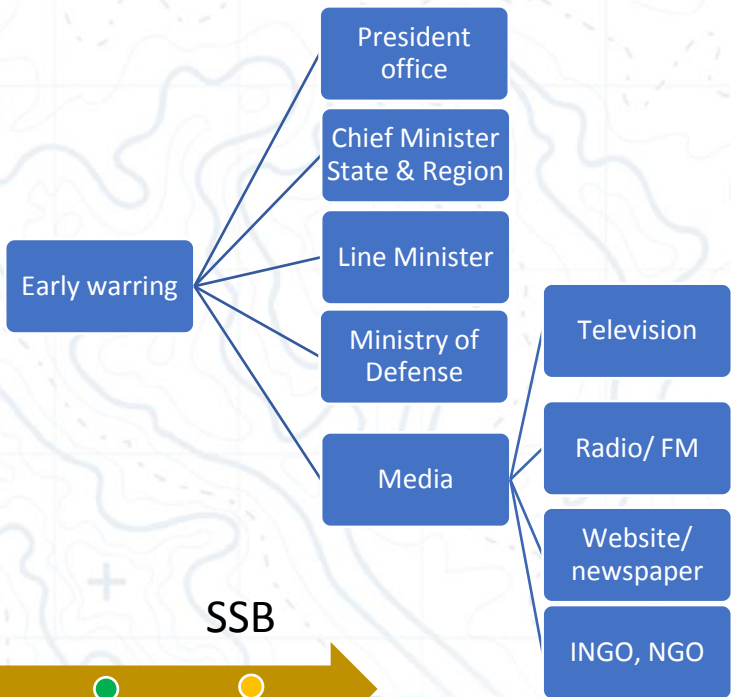 President
office
Chief Minister
State & Region
Early warring
Line Minister
Ministry of
Defense
Media
Television
Radio/ FM
Website/
newspaper
INGO, NGO
SSB